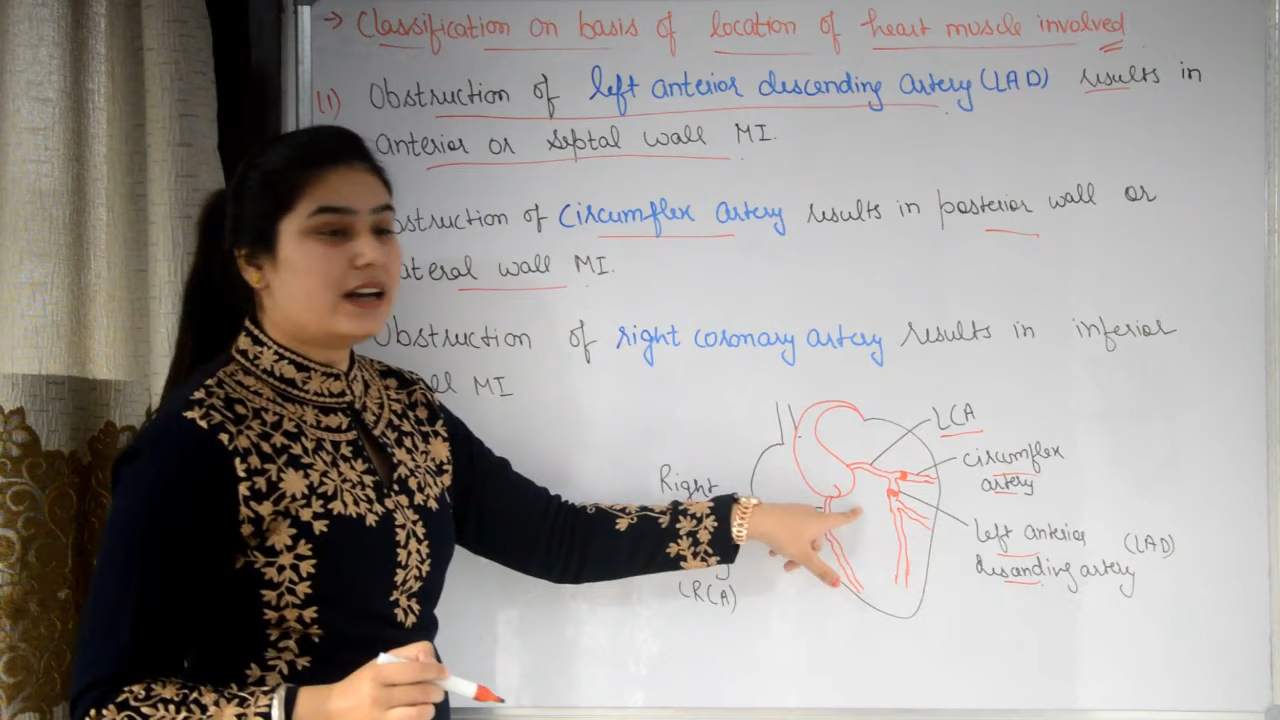 → Classification on basis of location of heart muscle involved
(1) Obstruction of left anterior descending artery (LAD) results in
anterior or septal wall MI.
bstruction of circumflex artery results in posterior wall or
ateral wall MI.
Obstruction of right coronary artery results in inferior
all MI
LCA
circumflex
artery
Right
Left anterior (LAD)
descending artery
(RCA)